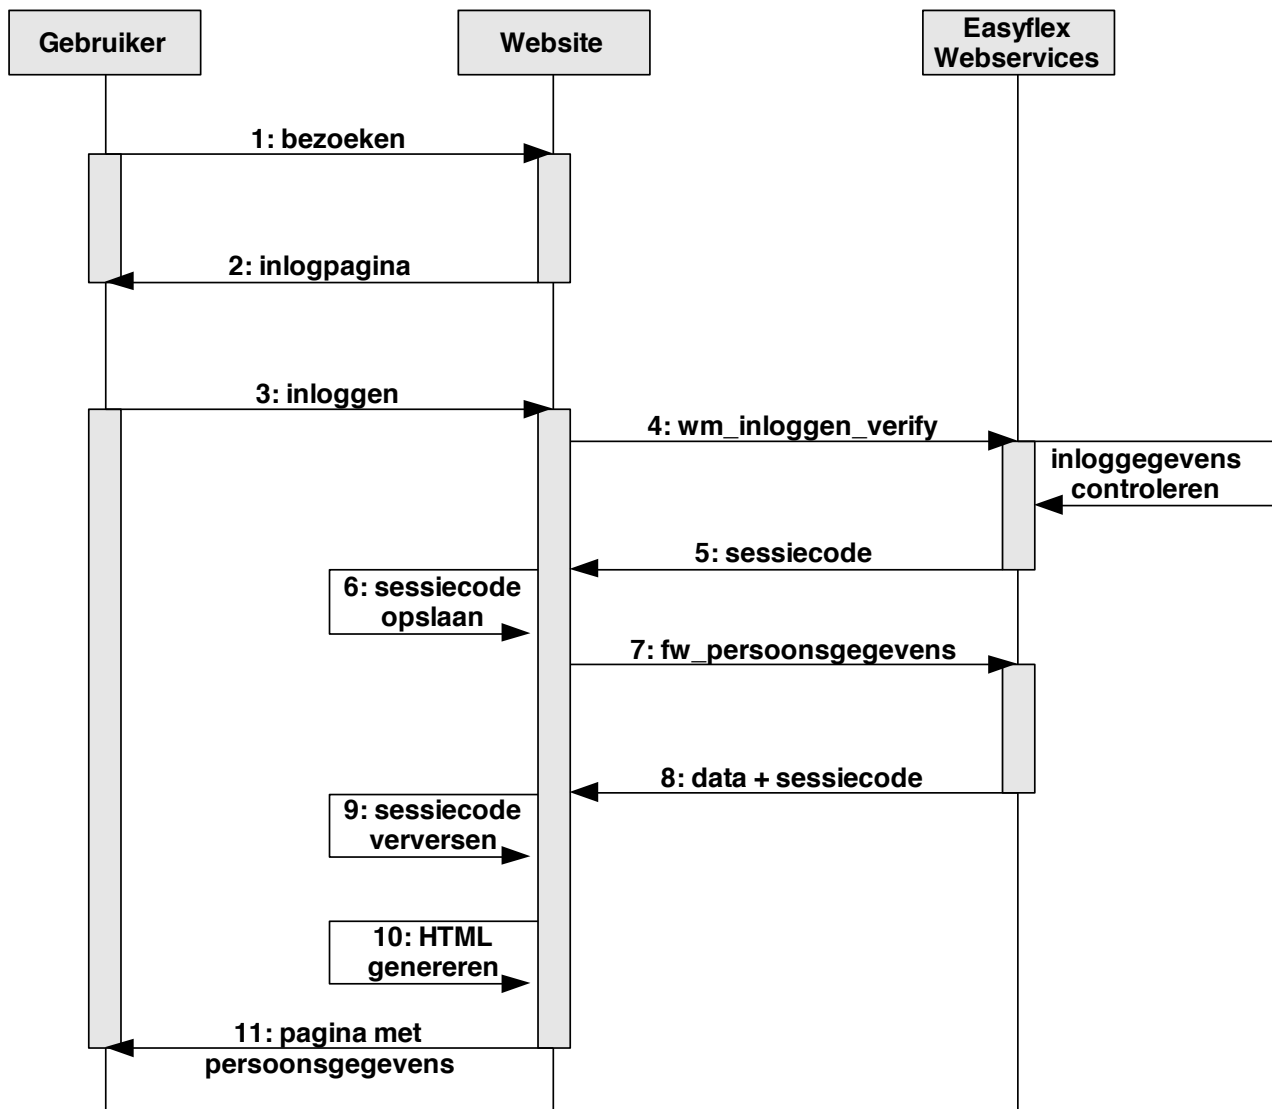 Gebruiker
Website
Easyflex
Webservices
1: bezoeken
2: inlogpagina
3: inloggen
4: wm_inloggen_verify
inloggegevens
controleren
5: sessiecode
6: sessiecode
opslaan
7: fw_persoonsgegevens
8: data + sessiecode
9: sessiecode
verversen
10: HTML
genereren
11: pagina met
persoonsgegevens